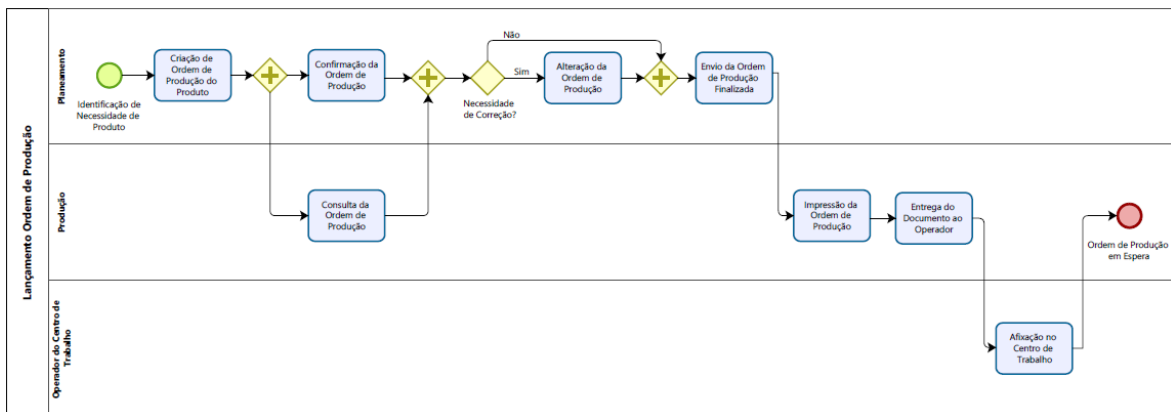 Lançamento Ordem de Produção
Planeamento
Identificação de
Necessidade de
Produto
Criação de
Ordem de
Produção do
Produto
Confirmação da
Ordem de
Produção
Necessidade
de Correção?
Não
Sim
Alteração da
Ordem de
Produção
Envio da Ordem
de Produção
Finalizada
Produção
Consulta da
Ordem de
Produção
Impressão da
Ordem de
Produção
Entrega do
Documento ao
Operador
Ordem de Produção
em Espera
Operador do Centro de
Trabalho
Afixação no
Centro de
Trabalho